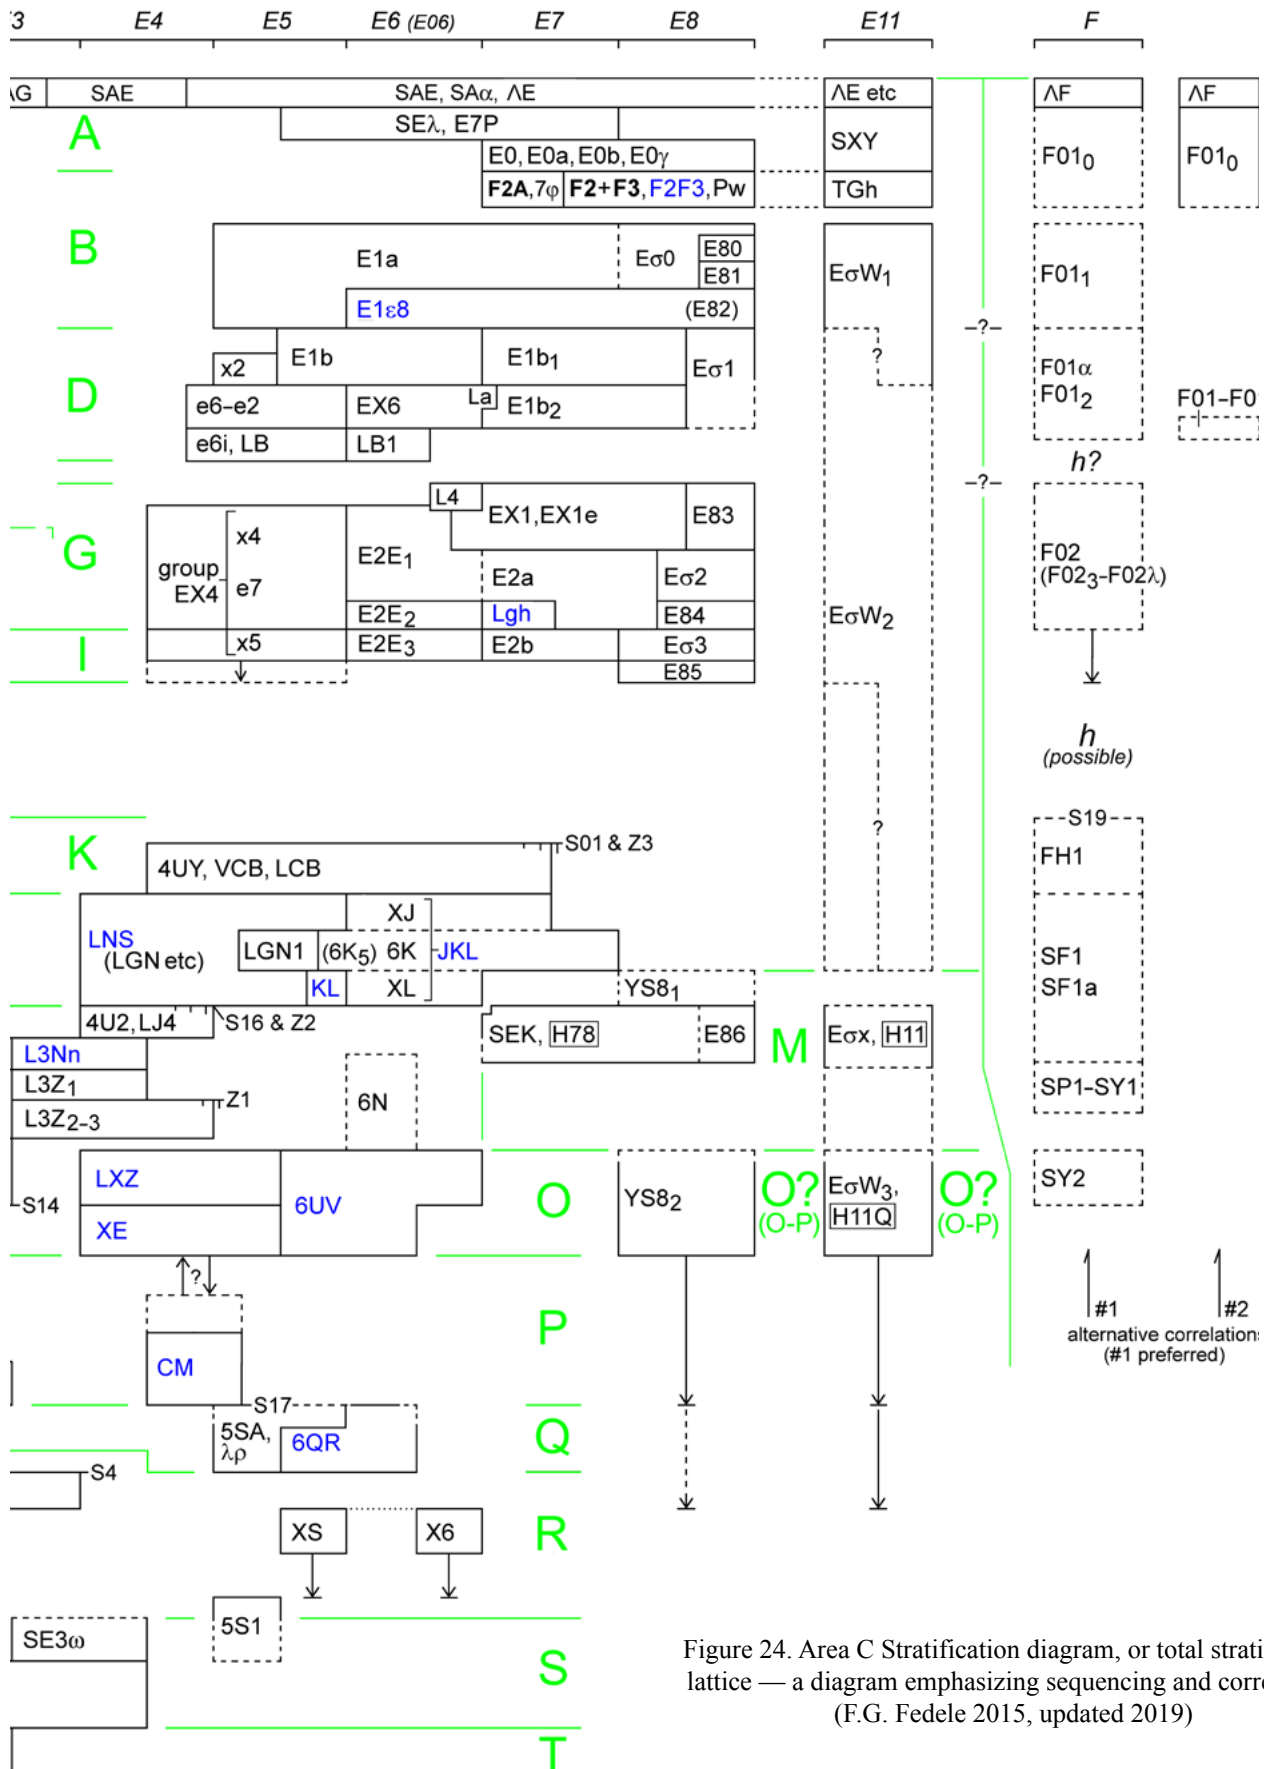 E4 E5 E6 (E06) E7 E8 E11 F
SAE SAE, SAα, ΛE ΛE etc ΛF ΛF
A SEλ, E7P SXY F01₀ F01₀
E0, E0a, E0b, E0γ
F2A, 7φ F2+F3, F2F3, Pw TGh
B E1a Eσ0 E80 EσW₁ F01₁
E81
E1ε8 (E82)
–?–
E1b E1b₁ Eσ1 ?
x2 F01α
D e6–e2 EX6 La E1b₂ F01₂ F01–F0
e6i, LB LB1
h?
–?–
L4 EX1, EX1e E83
G x4 E2E₁ F02
group EX4 e7 E2a Eσ2 (F02₃–F02λ)
E2E₂ Lgh E84 EσW₂
I x5 E2E₃ E2b Eσ3
E85
h
(possible)
S19
K 4UY, VCB, LCB S01 & Z3 ? FH1
XJ
LNS
(LGN etc) LGN1 (6K₅) 6K JKL SF1
KL XL YS8₁ SF1a
4U2, LJ4 S16 & Z2 SEK, H78 E86 M Eσx, H11
L3Nn
L3Z₁ SP1–SY1
L3Z₂₋₃ Z1 6N
LXZ O O? O? SY2
S14 6UV YS8₂ (O-P) EσW₃, (O-P)
XE H11Q
?
P #1 #2
CM alternative correlation
(#1 preferred)
S17
5SA, λρ 6QR Q
S4
XS X6 R
5S1
SE3ω S
T
Figure 24. Area C Stratification diagram, or total strati
lattice — a diagram emphasizing sequencing and corre
(F.G. Fedele 2015, updated 2019)